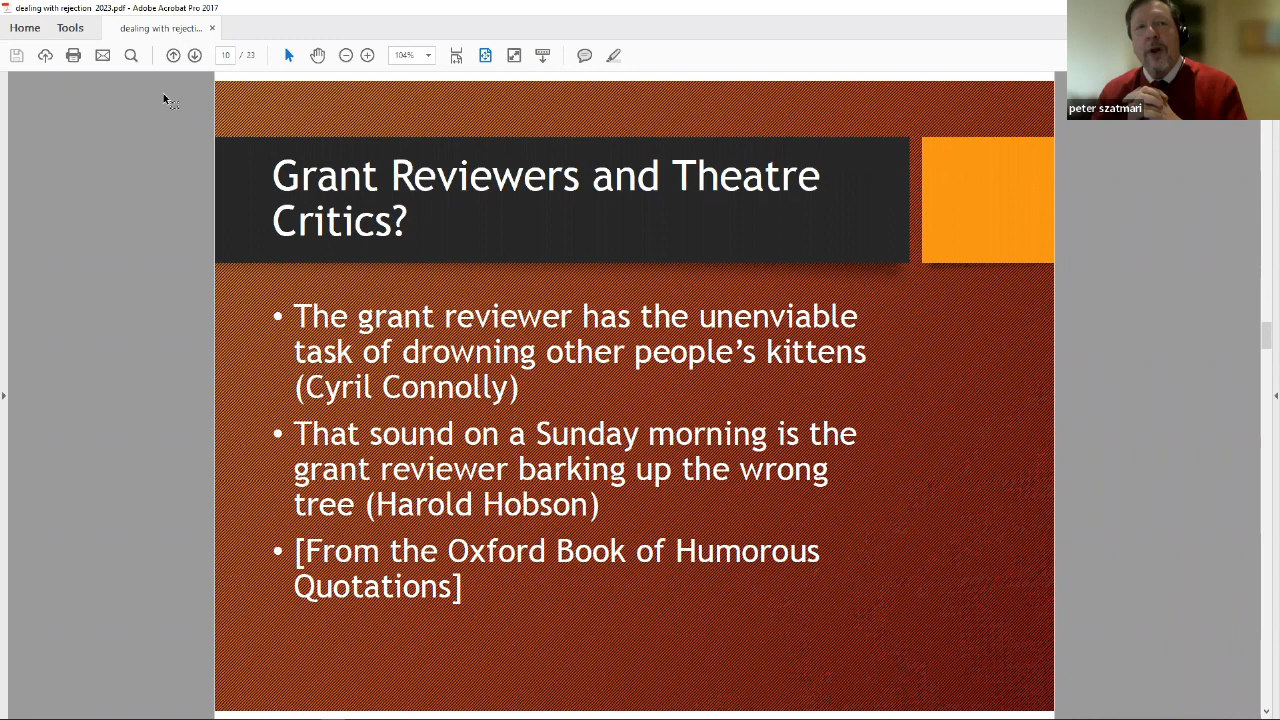 dealing with rejection 2023.pdf - Adobe Acrobat Pro 2017
Home Tools dealing with rejecti... ×
10 / 23 104%
peter szatmari
Grant Reviewers and Theatre
Critics?
• The grant reviewer has the unenviable
task of drowning other people’s kittens
(Cyril Connolly)
• That sound on a Sunday morning is the
grant reviewer barking up the wrong
tree (Harold Hobson)
• [From the Oxford Book of Humorous
Quotations]